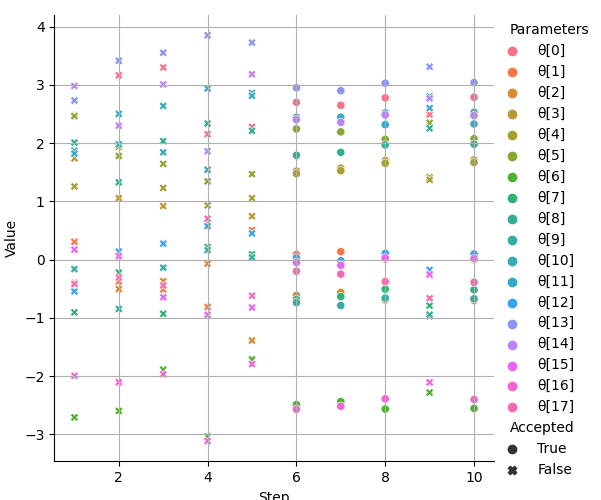 4
3
2
1
0
−1
−2
−3
Value
2
4
6
8
10
Step
Parameters
θ[0]
θ[1]
θ[2]
θ[3]
θ[4]
θ[5]
θ[6]
θ[7]
θ[8]
θ[9]
θ[10]
θ[11]
θ[12]
θ[13]
θ[14]
θ[15]
θ[16]
θ[17]
Accepted
True
False